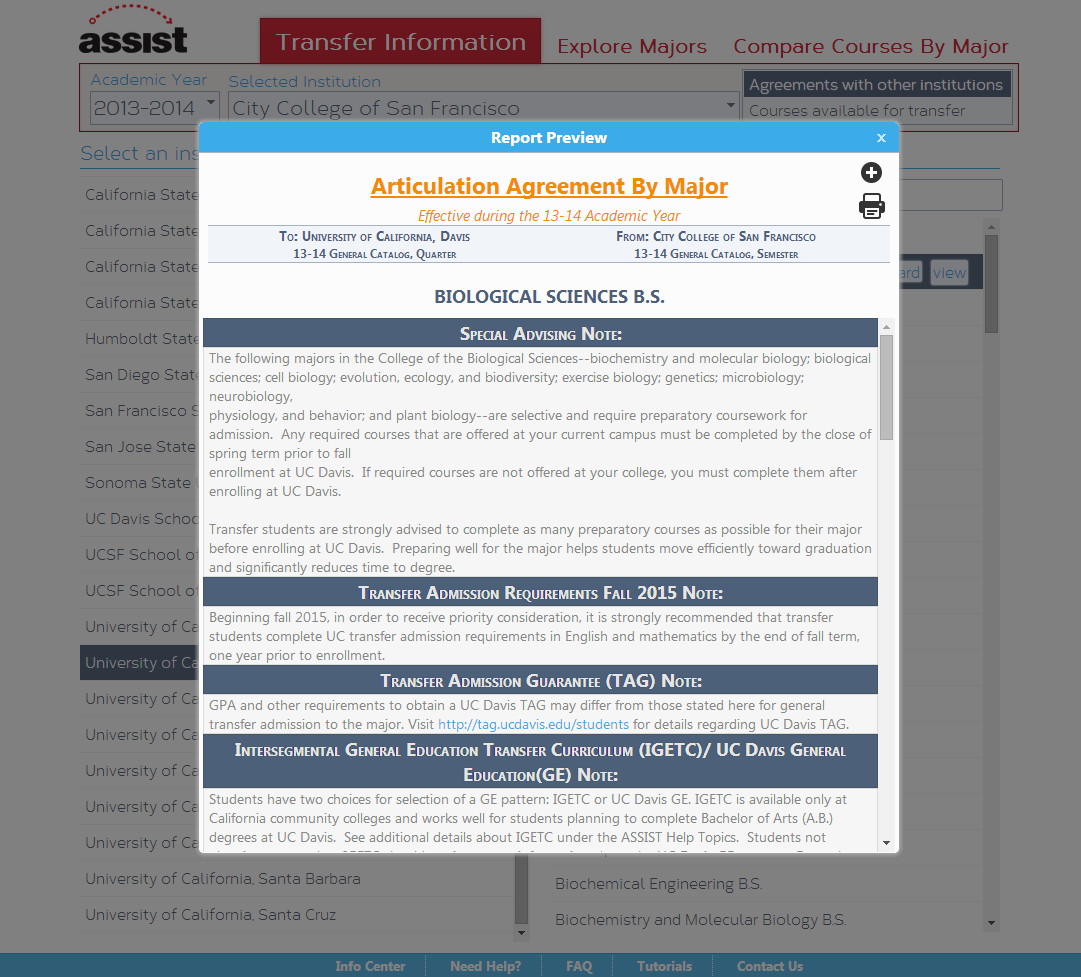 assist
Transfer Information
Explore Majors
Compare Courses By Major
Academic Year
Selected Institution
Agreements with other institutions
2013-2014
City College of San Francisco
Courses available for transfer
Report Preview
x
Select an
Articulation Agreement By Major
Effective during the 13-14 Academic Year
To: University of California, Davis
From: City College of San Francisco
13-14 General Catalog, Quarter
13-14 General Catalog, Semester
BIOLOGICAL SCIENCES B.S.
view
Special Advising Note:
The following majors in the College of the Biological Sciences--biochemistry and molecular biology; biological
sciences; cell biology; evolution, ecology, and biodiversity; exercise biology; genetics; microbiology;
neurobiology,
physiology, and behavior; and plant biology--are selective and require preparatory coursework for
admission.  Any required courses that are offered at your current campus must be completed by the close of
spring term prior to fall
enrollment at UC Davis.  If required courses are not offered at your college, you must complete them after
enrolling at UC Davis.
Transfer students are strongly advised to complete as many preparatory courses as possible for their major
before enrolling at UC Davis.  Preparing well for the major helps students move efficiently toward graduation
and significantly reduces time to degree.
Transfer Admission Requirements Fall 2015 Note:
Beginning fall 2015, in order to receive priority consideration, it is strongly recommended that transfer
students complete UC transfer admission requirements in English and mathematics by the end of fall term,
one year prior to enrollment.
Transfer Admission Guarantee (TAG) Note:
GPA and other requirements to obtain a UC Davis TAG may differ from those stated here for general
transfer admission to the major. Visit http://tag.ucdavis.edu/students for details regarding UC Davis TAG.
Intersegmental General Education Transfer Curriculum (IGETC)/ UC Davis General
Education(GE) Note:
Students have two choices for selection of a GE pattern: IGETC or UC Davis GE. IGETC is available only at
California community colleges and works well for students planning to complete Bachelor of Arts (A.B.)
degrees at UC Davis.  See additional details about IGETC under the ASSIST Help Topics.  Students not
California State
California State
California State
California State
Humboldt State
San Diego State
San Francisco
San Jose State
Sonoma State
UC Davis
UCSF School of
UCSF School of
University of
University of
University of
University of
University of
University of
University of
University of California, Santa Barbara
University of California, Santa Cruz
Biochemical Engineering B.S.
Biochemistry and Molecular Biology B.S.
Info Center
Need Help?
FAQ
Tutorials
Contact Us